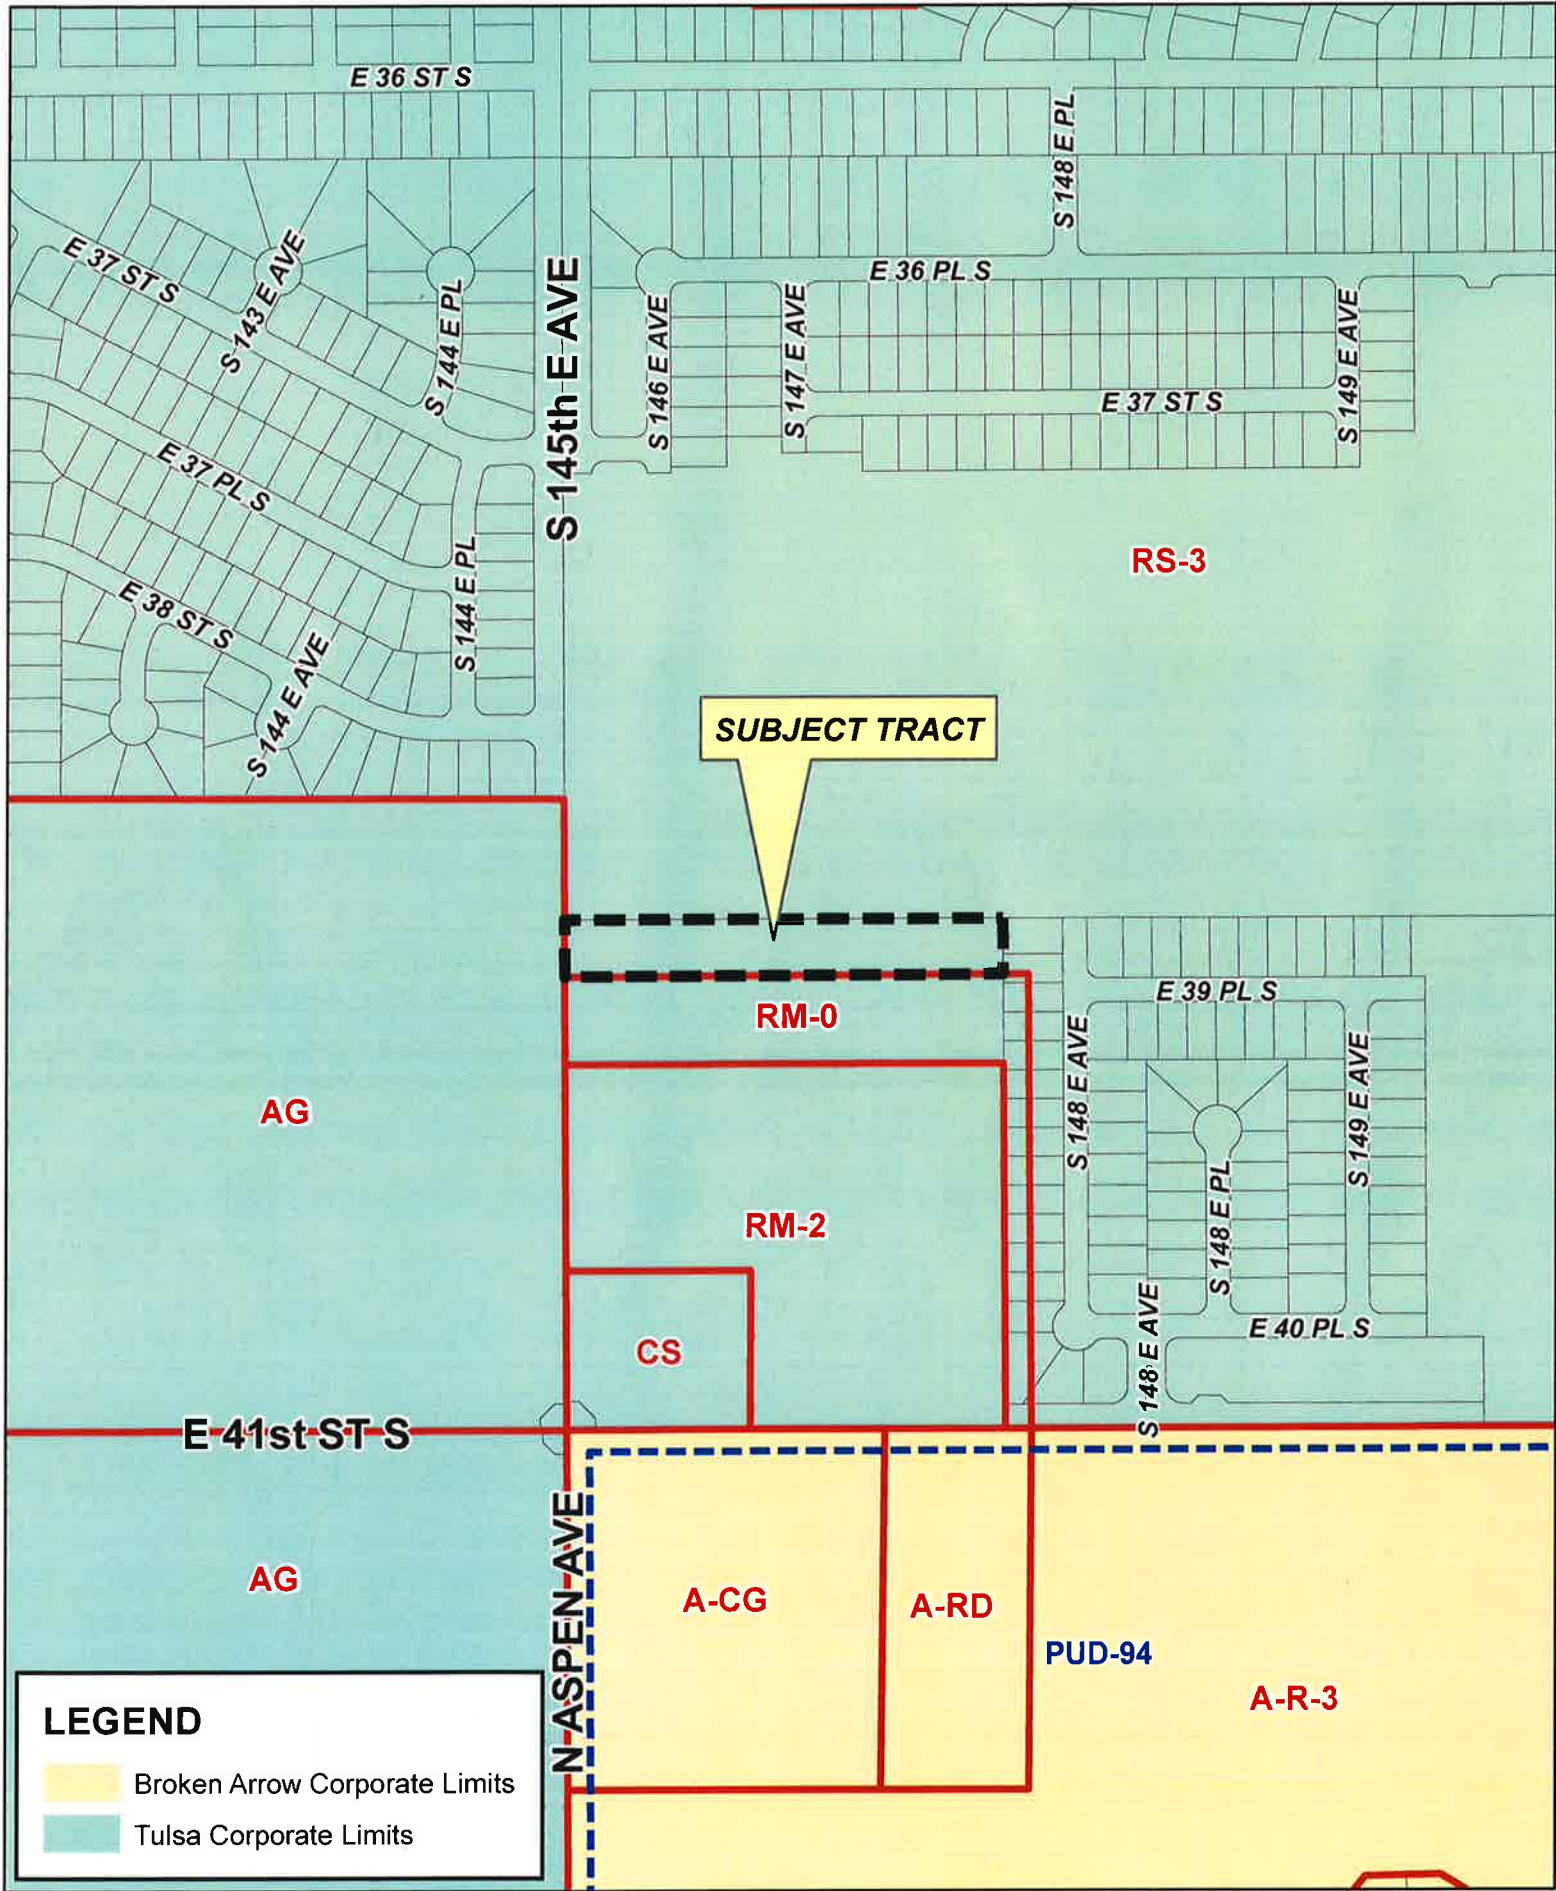 E 36 ST S
S 148 E PL
E 37 ST S
S 143 E AVE
S 144 E PL
S 145th E AVE
E 36 PL S
S 146 E AVE
S 147 E AVE
S 149 E AVE
E 37 ST S
E 37 PL S
S 144 E PL
RS-3
E 38 ST S
S 144 E AVE
SUBJECT TRACT
RM-0
E 39 PL S
S 148 E AVE
S 149 E AVE
AG
S 148 E PL
RM-2
CS
S 148 E AVE
E 40 PL S
E 41st ST S
N ASPEN AVE
AG
A-CG
A-RD
PUD-94
A-R-3
LEGEND
Broken Arrow Corporate Limits
Tulsa Corporate Limits